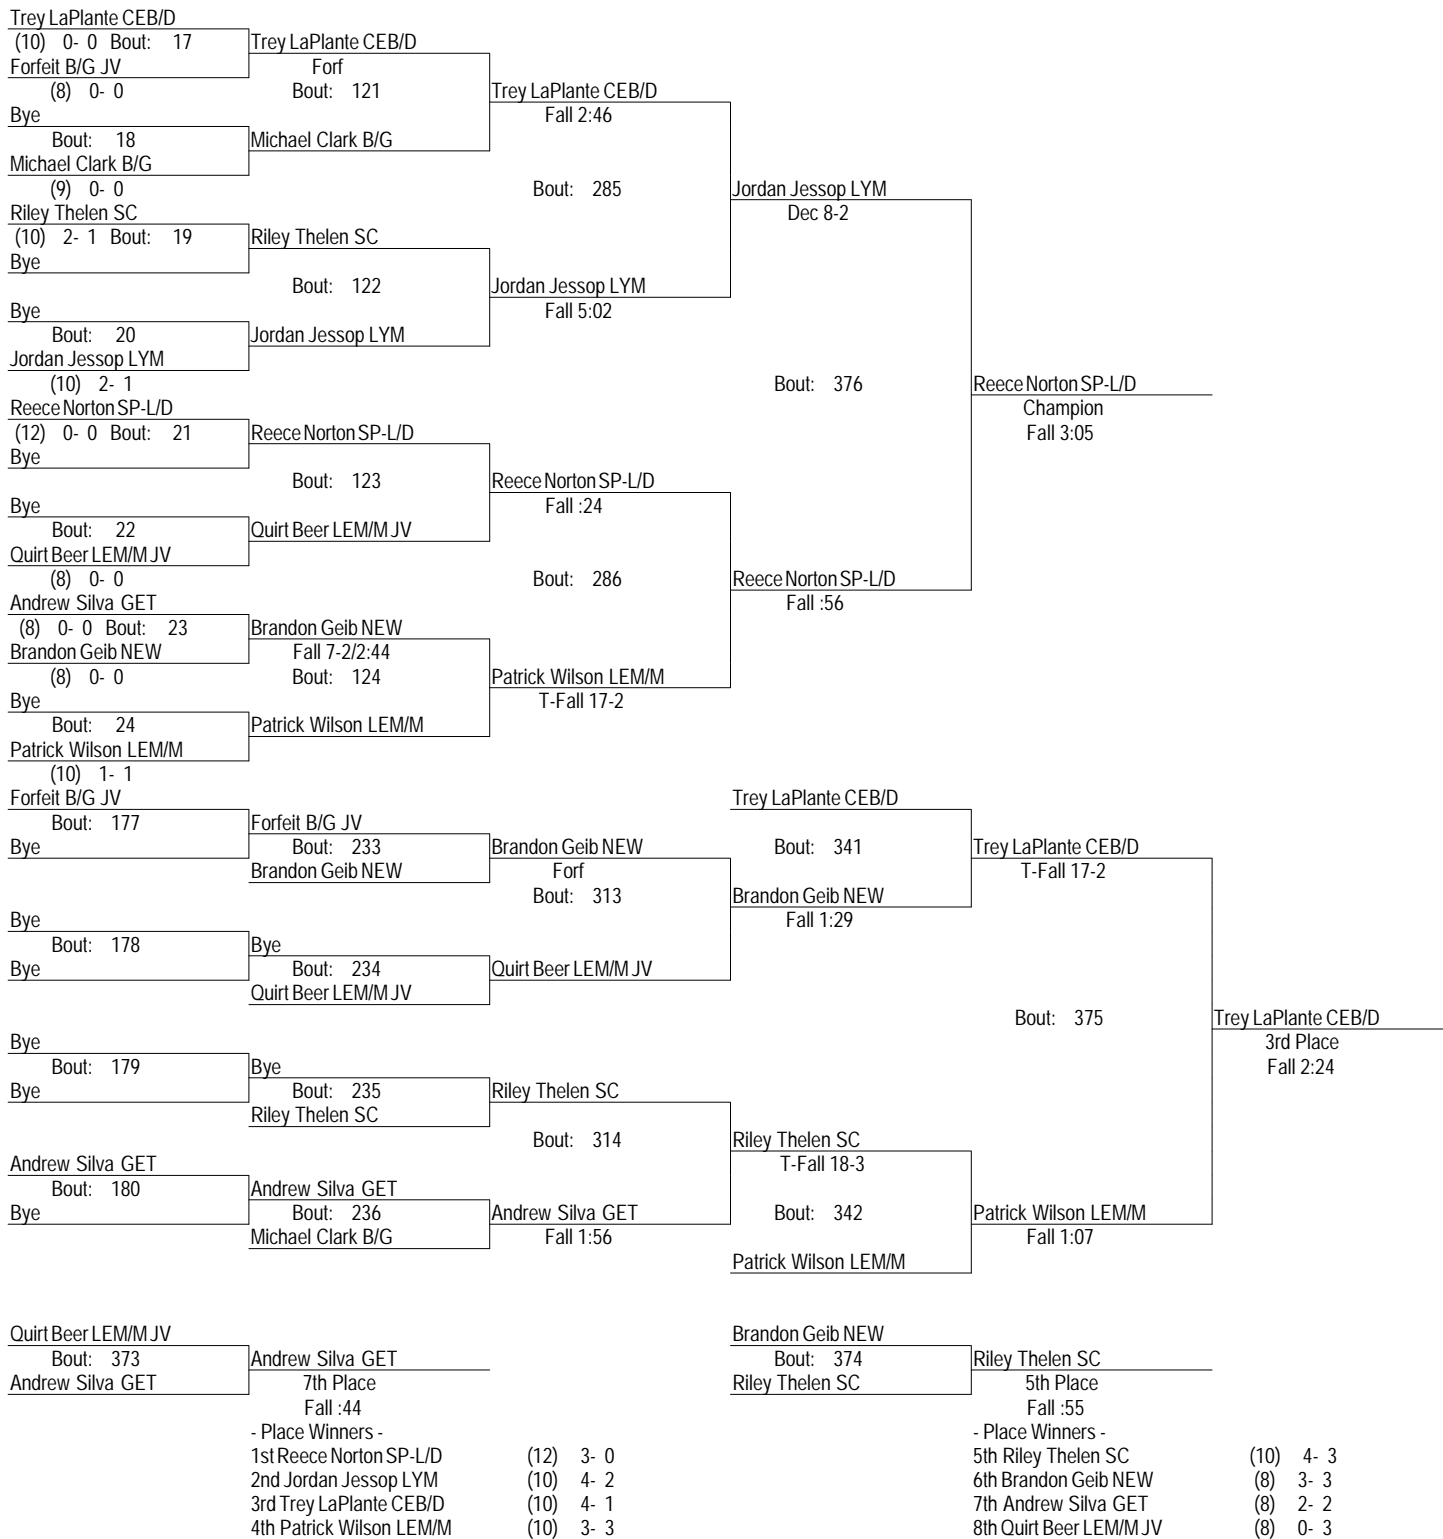 Trey LaPlante CEB/D
(10) 0- 0 Bout: 17
Forfeit B/G JV
(8) 0- 0
Bye
Bout: 18
Michael Clark B/G
(9) 0- 0
Riley Thelen SC
(10) 2- 1 Bout: 19
Bye
Bye
Bout: 20
Jordan Jessop LYM
(10) 2- 1
Reece Norton SP-L/D
(12) 0- 0 Bout: 21
Bye
Bye
Bout: 22
Quirt Beer LEM/M JV
(8) 0- 0
Andrew Silva GET
(8) 0- 0 Bout: 23
Brandon Geib NEW
(8) 0- 0
Bye
Bout: 24
Patrick Wilson LEM/M
(10) 1- 1
Trey LaPlante CEB/D
Forf
Bout: 121
Michael Clark B/G
Riley Thelen SC
Bout: 122
Jordan Jessop LYM
Reece Norton SP-L/D
Bout: 123
Quirt Beer LEM/M JV
Brandon Geib NEW
Fall 7-2/2:44
Bout: 124
Patrick Wilson LEM/M
Trey LaPlante CEB/D
Fall 2:46
Bout: 285
Jordan Jessop LYM
Fall 5:02
Reece Norton SP-L/D
Fall :24
Bout: 286
Patrick Wilson LEM/M
T-Fall 17-2
Jordan Jessop LYM
Dec 8-2
Bout: 376
Reece Norton SP-L/D
Fall :56
Reece Norton SP-L/D
Champion
Fall 3:05
Forfeit B/G JV
Bout: 177
Bye
Bye
Bout: 178
Bye
Bye
Bout: 179
Bye
Andrew Silva GET
Bout: 180
Bye
Forfeit B/G JV
Bout: 233
Brandon Geib NEW
Bye
Bout: 234
Quirt Beer LEM/M JV
Bye
Bout: 235
Riley Thelen SC
Andrew Silva GET
Bout: 236
Michael Clark B/G
Brandon Geib NEW
Forf
Bout: 313
Quirt Beer LEM/M JV
Riley Thelen SC
Bout: 314
Andrew Silva GET
Fall 1:56
Trey LaPlante CEB/D
Bout: 341
Brandon Geib NEW
Fall 1:29
Riley Thelen SC
T-Fall 18-3
Bout: 342
Patrick Wilson LEM/M
Trey LaPlante CEB/D
T-Fall 17-2
Bout: 375
Patrick Wilson LEM/M
Fall 1:07
Trey LaPlante CEB/D
3rd Place
Fall 2:24
Quirt Beer LEM/M JV
Bout: 373
Andrew Silva GET
Andrew Silva GET
7th Place
Fall :44
Brandon Geib NEW
Bout: 374
Riley Thelen SC
Riley Thelen SC
5th Place
Fall :55
- Place Winners -
1st Reece Norton SP-L/D (12) 3- 0
2nd Jordan Jessop LYM (10) 4- 2
3rd Trey LaPlante CEB/D (10) 4- 1
4th Patrick Wilson LEM/M (10) 3- 3
- Place Winners -
5th Riley Thelen SC (10) 4- 3
6th Brandon Geib NEW (8) 3- 3
7th Andrew Silva GET (8) 2- 2
8th Quirt Beer LEM/M JV (8) 0- 3